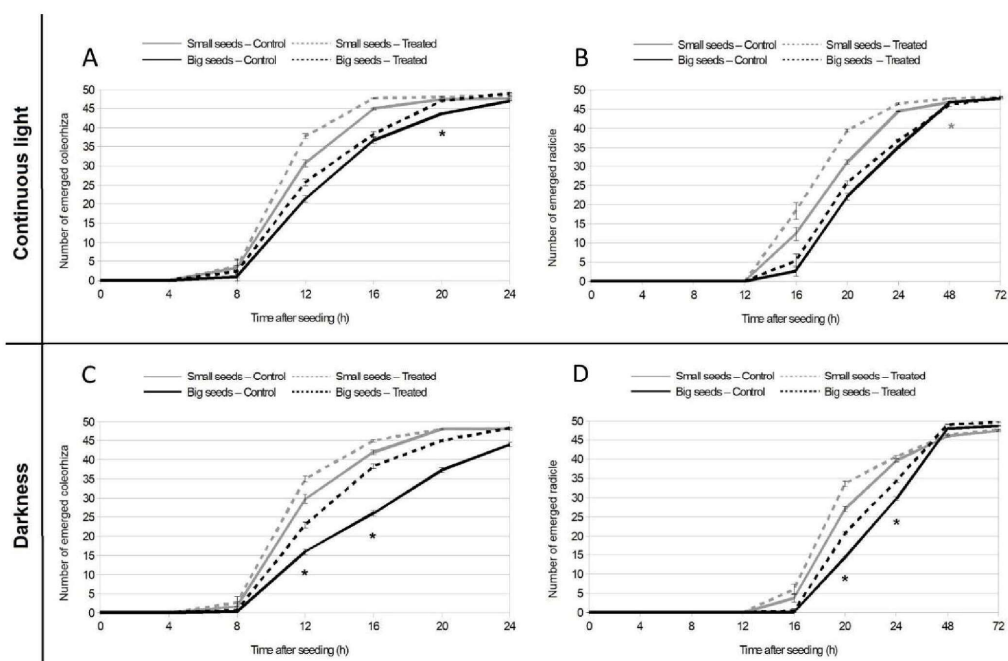 Continuous light
A
Small seeds – Control
Small seeds – Treated
Big seeds – Control
Big seeds – Treated
Number of emerged coleorhiza
50
45
40
35
30
25
20
15
10
5
0
*
0 4 8 12 16 20 24
Time after seeding (h)
B
Small seeds – Control
Small seeds – Treated
Big seeds – Control
Big seeds – Treated
Number of emerged radicle
50
45
40
35
30
25
20
15
10
5
0
*
0 4 8 12 16 20 24 48 72
Time after seeding (h)
Darkness
C
Small seeds – Control
Small seeds – Treated
Big seeds – Control
Big seeds – Treated
Number of emerged coleorhiza
50
45
40
35
30
25
20
15
10
5
0
*
*
0 4 8 12 16 20 24
Time after seeding (h)
D
Small seeds – Control
Small seeds – Treated
Big seeds – Control
Big seeds – Treated
Number of emerged radicle
50
45
40
35
30
25
20
15
10
5
0
*
*
0 4 8 12 16 20 24 48 72
Time after seeding (h)